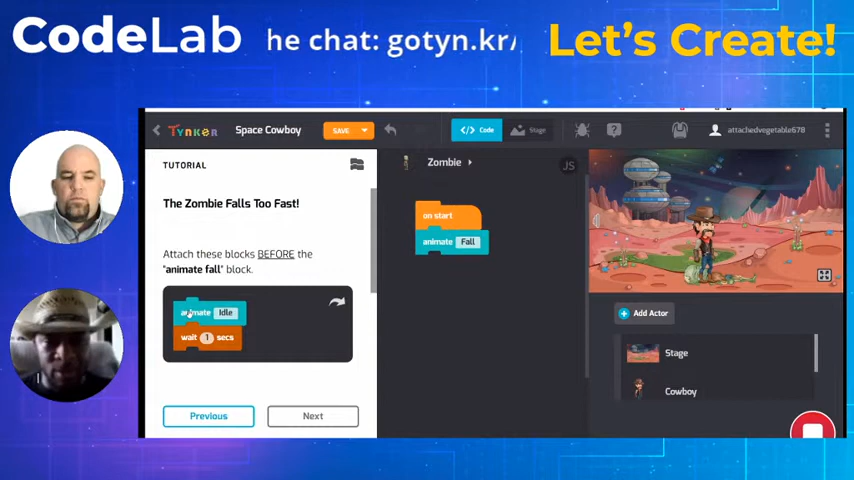 CodeLab
he chat: gotyn.kr/
Let's Create!
TYNKER
Space Cowboy
SAVE
</> Code
Stage
attachedvegetable678
TUTORIAL
Zombie
JS
The Zombie Falls Too Fast!
on start
animate Fall
Attach these blocks BEFORE the
"animate fall" block.
animate Idle
wait 1 secs
Add Actor
Stage
Cowboy
Previous
Next